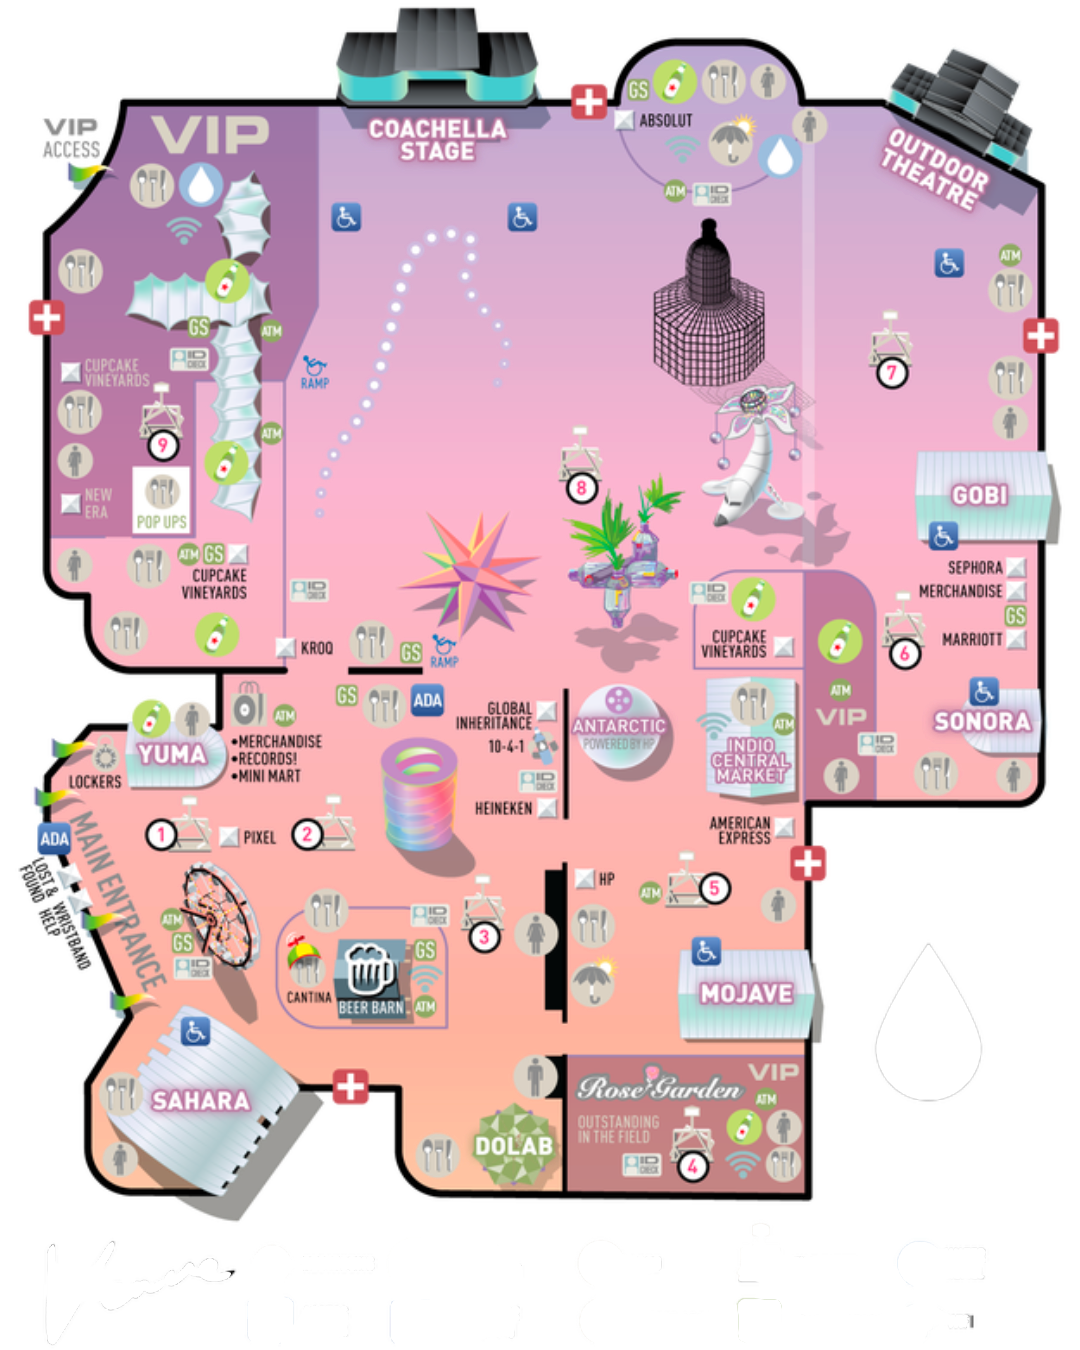 COACHELLA
STAGE
OUTDOOR
THEATRE
VIP
ACCESS
VIP
GS
ABSOLUT
ATM
ID
CHECK
ATM
GS
ATM
ID
CHECK
CUPCAKE
VINEYARDS
RAMP
7
9
ATM
8
NEW
ERA
POP UPS
GOBI
ATM
GS
CUPCAKE
VINEYARDS
ID
CHECK
SEPHORA
MERCHANDISE
GS
MARRIOTT
ID
CHECK
CUPCAKE
VINEYARDS
6
KROQ
GS
RAMP
GS
ADA
ATM
GLOBAL
INHERITANCE
10-4-1
ID
CHECK
HEINEKEN
ANTARCTIC
POWERED BY HP
ATM
INDIO
CENTRAL
MARKET
ATM
VIP
ID
CHECK
SONORA
YUMA
LOCKERS
•MERCHANDISE
•RECORDS!
•MINI MART
MAIN ENTRANCE
ADA
LOST &
FOUND
WRISTBAND
HELP
1
PIXEL
2
AMERICAN
EXPRESS
HP
ATM
5
ATM
GS
ID
CHECK
ID
CHECK
3
CANTINA
BEER BARN
GS
ATM
MOJAVE
SAHARA
DOLAB
Rose Garden
VIP
ATM
OUTSTANDING
IN THE FIELD
ID
CHECK
4